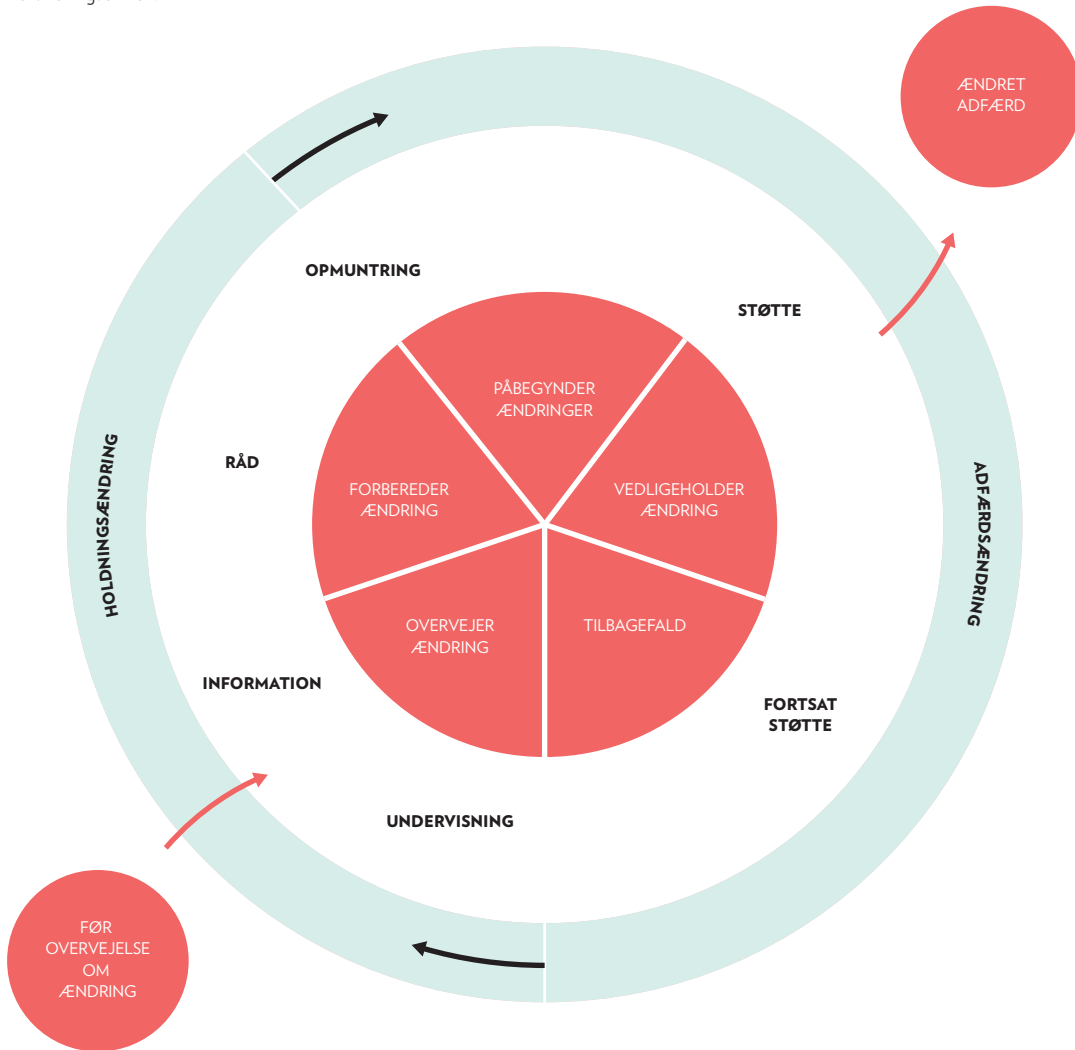 ÆNDRET
ADFÆRD
OPMUNTRING
STØTTE
PÅBEGYNDER
ÆNDRINGER
RÅD
FORBEREDER
ÆNDRING
VEDLIGEHOLDER
ÆNDRING
HOLDNINGSÆNDRING
ADFÆRDSÆNDRING
OVERVEJER
ÆNDRING
TILBAGEFALD
INFORMATION
FORTSAT
STØTTE
UNDERVISNING
FØR
OVERVEJELSE
OM
ÆNDRING